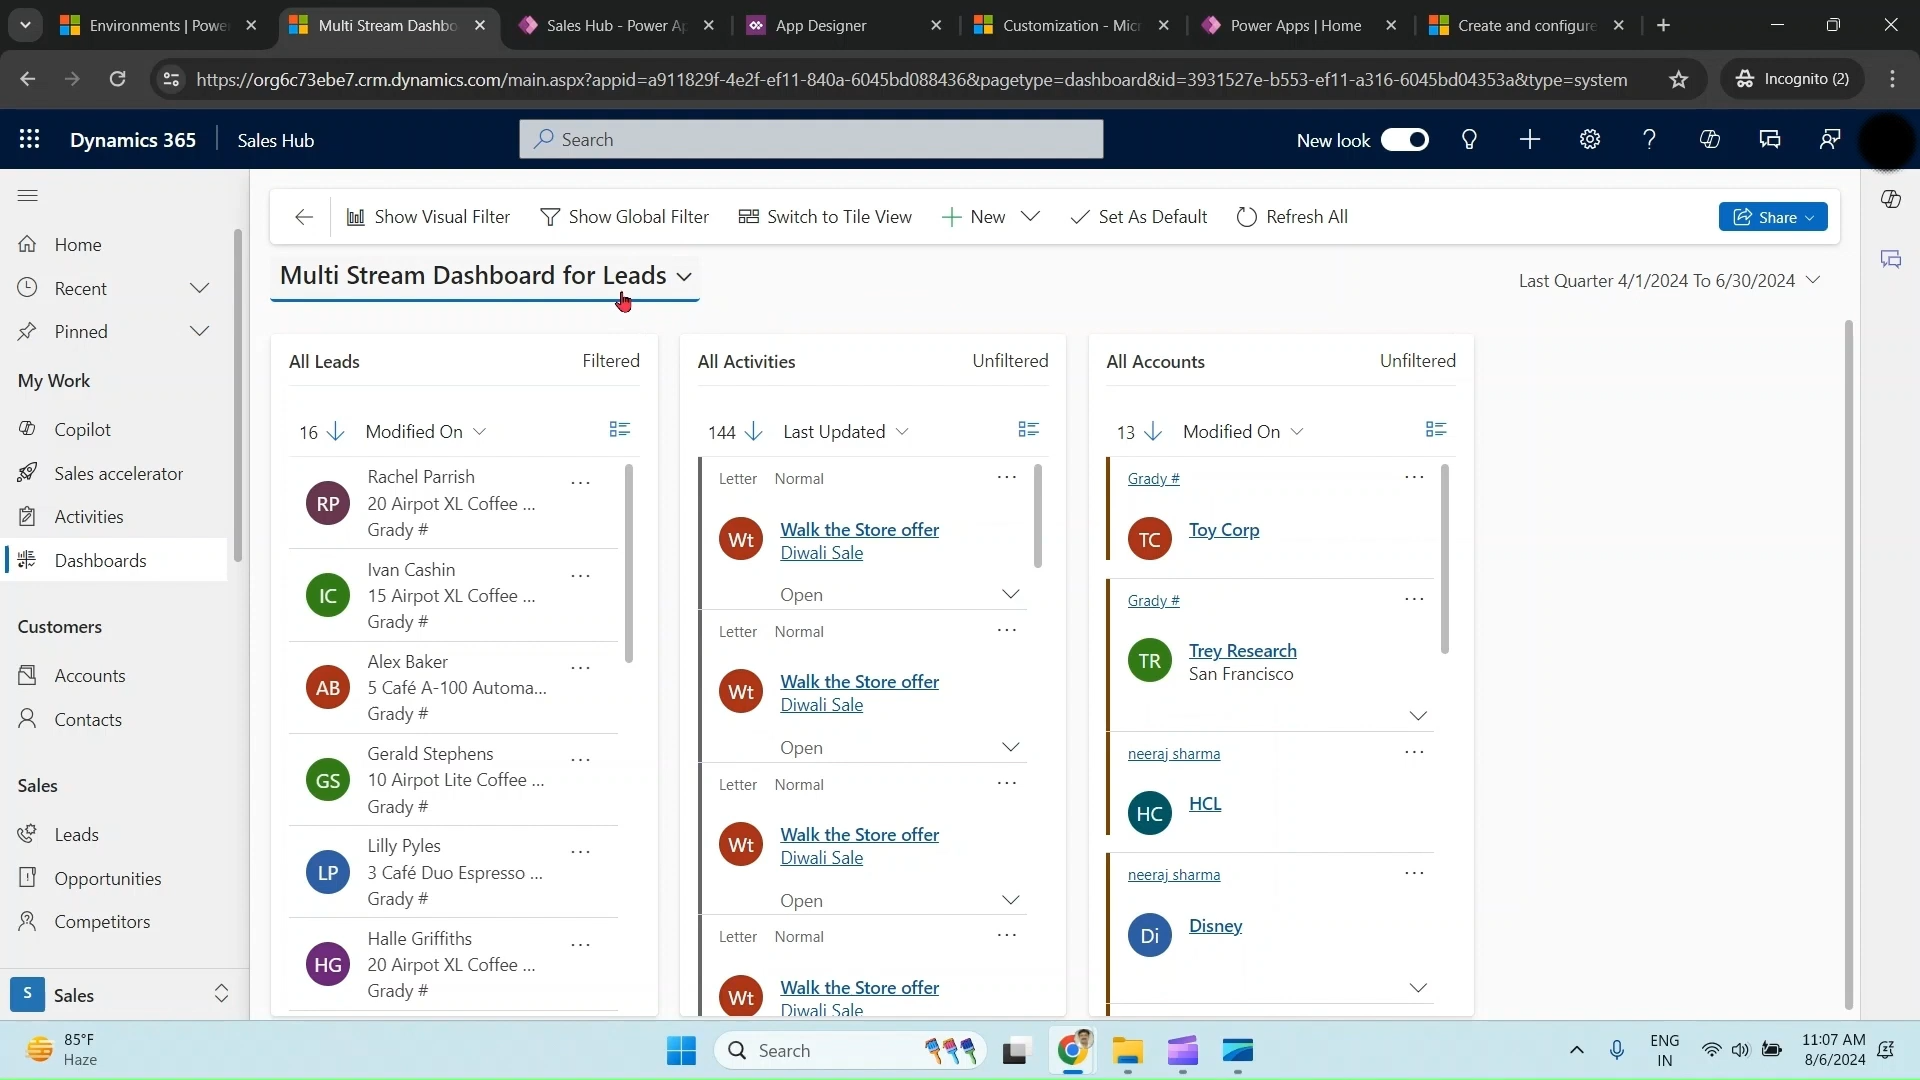 Environments | Powe
Multi Stream Dashbo
Sales Hub - Power Ap
App Designer
Customization - Micr
Power Apps | Home
Create and configure
https://org6c73ebe7.crm.dynamics.com/main.aspx?appid=a911829f-4e2f-ef11-840a-6045bd088436&pagetype=dashboard&id=3931527e-b553-ef11-a316-6045bd04353a&type=system
Incognito (2)
Dynamics 365
Sales Hub
Search
New look
Show Visual Filter
Show Global Filter
Switch to Tile View
New
Set As Default
Refresh All
Share
Home
Recent
Pinned
My Work
Copilot
Sales accelerator
Activities
Dashboards
Customers
Accounts
Contacts
Sales
Leads
Opportunities
Competitors
S Sales
Multi Stream Dashboard for Leads
Last Quarter 4/1/2024 To 6/30/2024
All Leads Filtered
16 Modified On
RP
Rachel Parrish
20 Airpot XL Coffee ...
Grady #
IC
Ivan Cashin
15 Airpot XL Coffee ...
Grady #
AB
Alex Baker
5 Café A-100 Automa...
Grady #
GS
Gerald Stephens
10 Airpot Lite Coffee ...
Grady #
LP
Lilly Pyles
3 Café Duo Espresso ...
Grady #
HG
Halle Griffiths
20 Airpot XL Coffee ...
Grady #
All Activities Unfiltered
144 Last Updated
Letter Normal
Wt
Walk the Store offer
Diwali Sale
Open
Letter Normal
Wt
Walk the Store offer
Diwali Sale
Open
Letter Normal
Wt
Walk the Store offer
Diwali Sale
Open
Letter Normal
Wt
Walk the Store offer
Diwali Sale
All Accounts Unfiltered
13 Modified On
Grady #
TC
Toy Corp
Grady #
TR
Trey Research
San Francisco
neeraj sharma
HC
HCL
neeraj sharma
Di
Disney
85°F
Haze
Search
ENG
IN
11:07 AM
8/6/2024